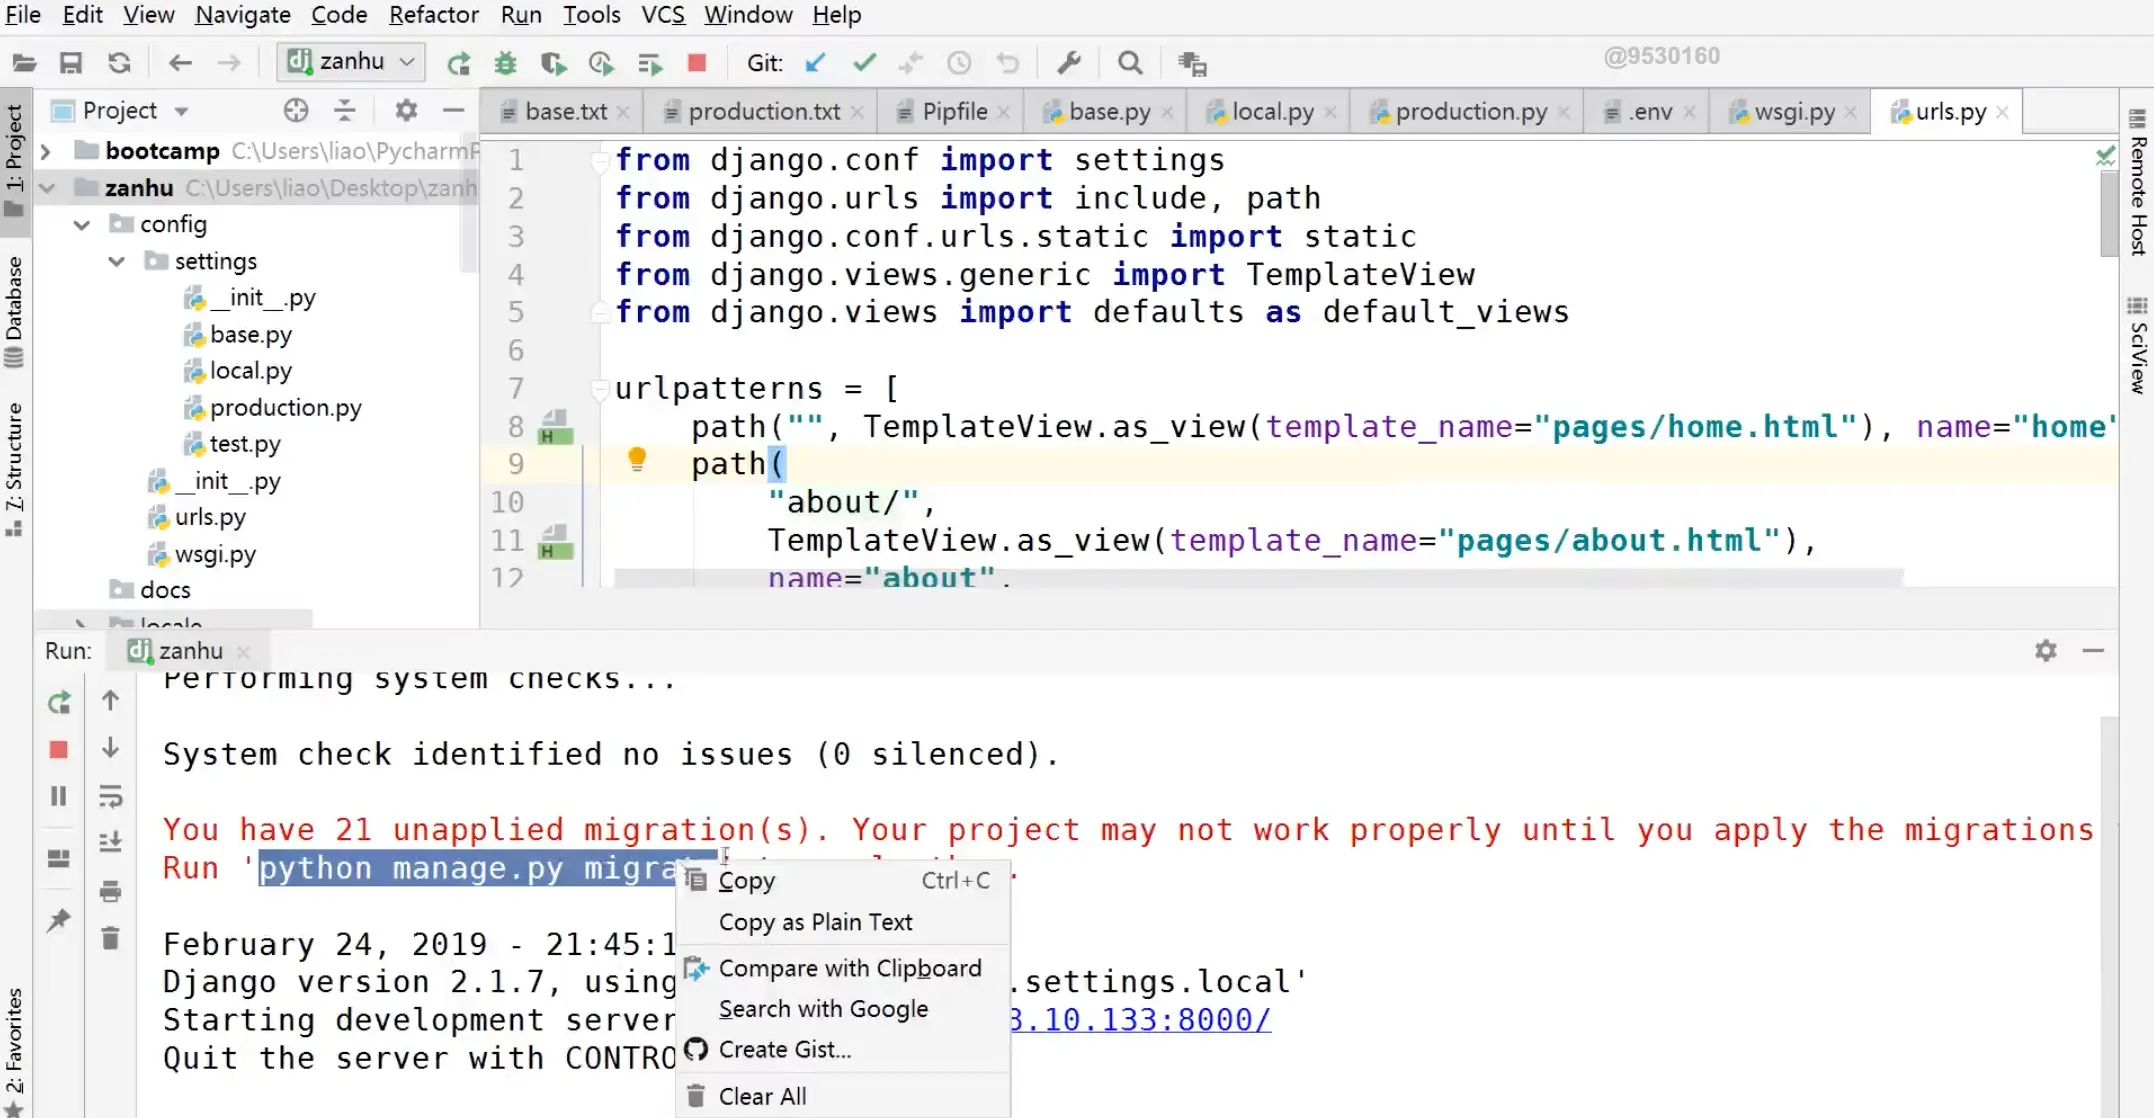 File Edit View Navigate Code Refactor Run Tools VCS Window Help
zanhu Git: @9530160
Project base.txt production.txt Pipfile base.py local.py production.py .env wsgi.py urls.py
1: Project
Database
7: Structure
2: Favorites
bootcamp C:\Users\liao\PycharmP
zanhu C:\Users\liao\Desktop\zanh
config
settings
__init__.py
base.py
local.py
production.py
test.py
__init__.py
urls.py
wsgi.py
docs
locale
1 from django.conf import settings
2 from django.urls import include, path
3 from django.conf.urls.static import static
4 from django.views.generic import TemplateView
5 from django.views import defaults as default_views
6
7 urlpatterns = [
8 path("", TemplateView.as_view(template_name="pages/home.html"), name="home"
9 path(
10 "about/",
11 TemplateView.as_view(template_name="pages/about.html"),
12 name="about",
Remote Host
SciView
Run: zanhu
Performing system checks...
System check identified no issues (0 silenced).
You have 21 unapplied migration(s). Your project may not work properly until you apply the migrations
Run 'python manage.py migra
February 24, 2019 - 21:45:1
Django version 2.1.7, using .settings.local'
Starting development server 8.10.133:8000/
Quit the server with CONTRO
Copy Ctrl+C
Copy as Plain Text
Compare with Clipboard
Search with Google
Create Gist...
Clear All